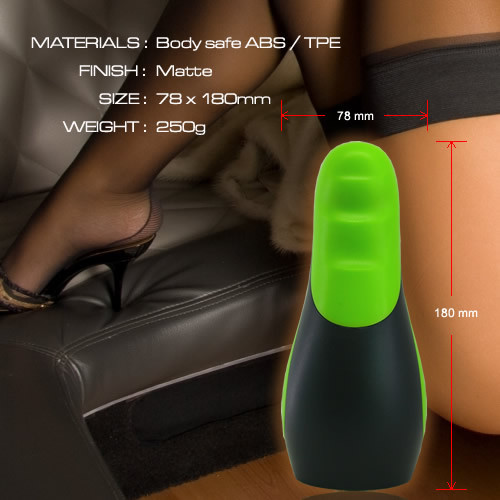 MATERIALS : Body safe ABS / TPE
FINISH : Matte
SIZE : 78 x 180mm
WEIGHT : 250g
78 mm
180 mm